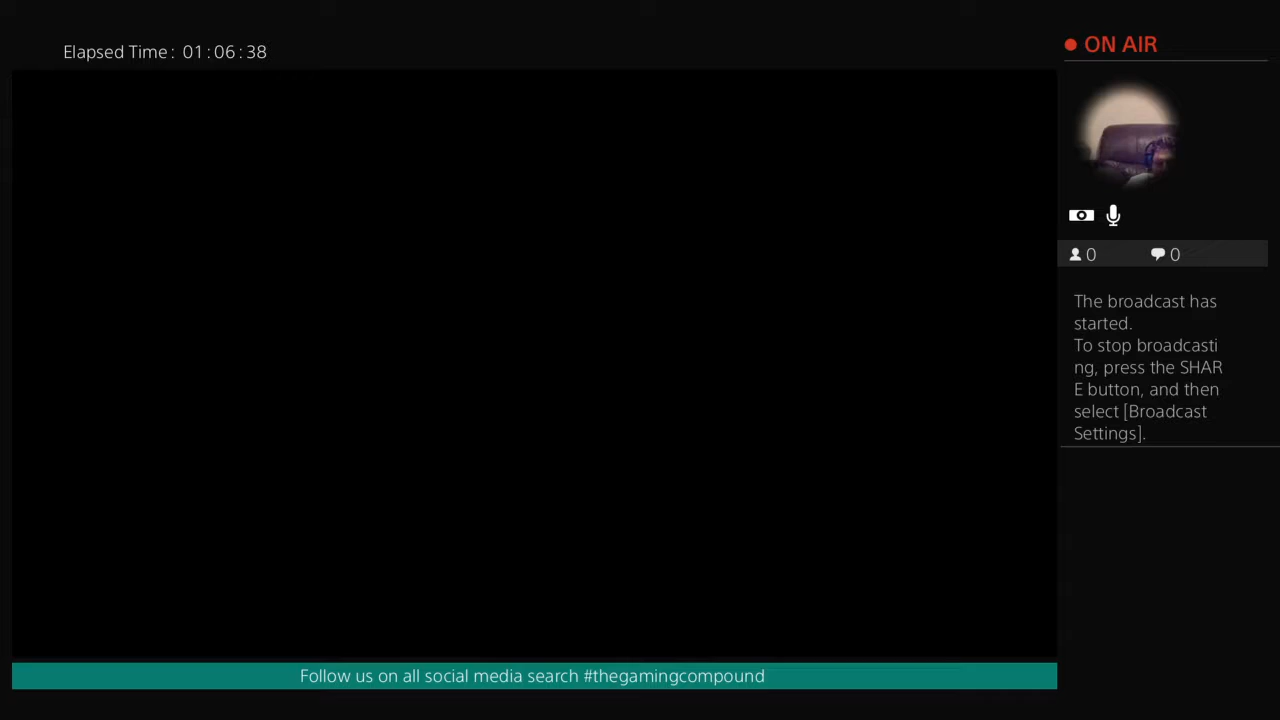 Elapsed Time: 01:06:38
ON AIR
0 0
The broadcast has
started.
To stop broadcasti
ng, press the SHAR
E button, and then
select [Broadcast
Settings].
Follow us on all social media search #thegamingcompound